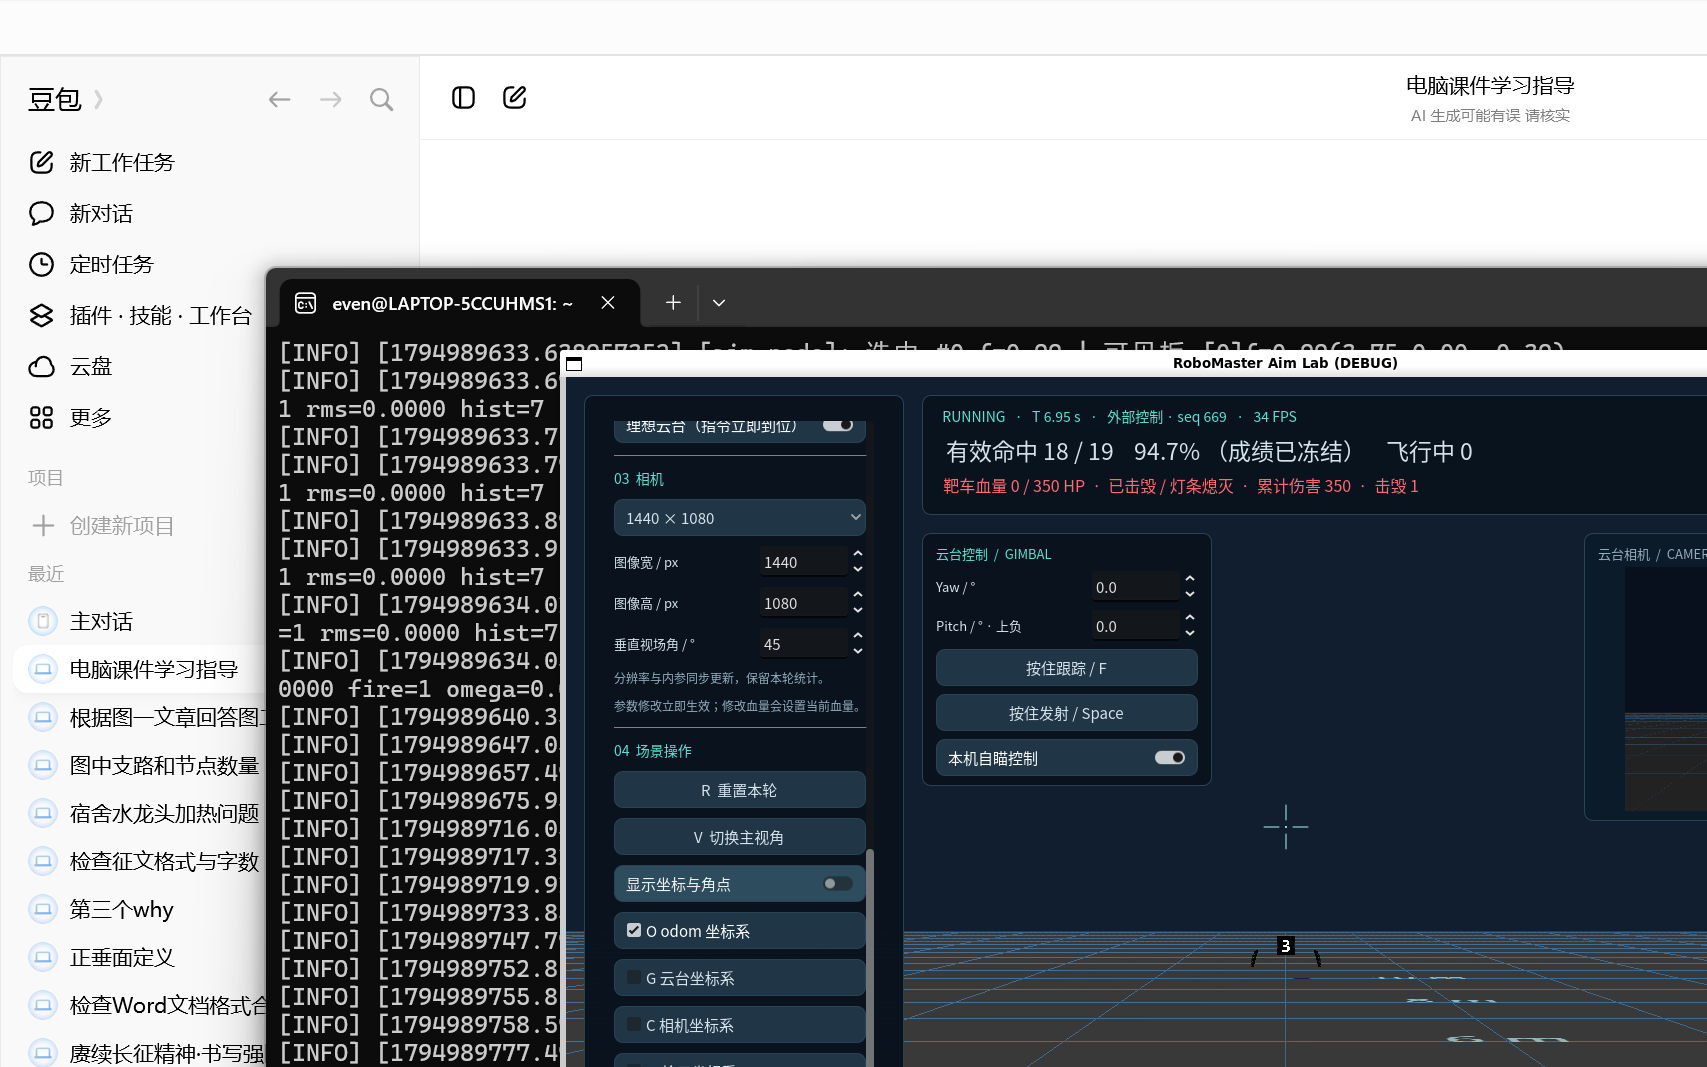 豆包
新工作任务
新对话
定时任务
插件 · 技能 · 工作台
云盘
更多
项目
创建新项目
最近
主对话
电脑课件学习指导
根据图一文章回答图
图中支路和节点数量
宿舍水龙头加热问题
检查征文格式与字数
第三个why
正垂面定义
检查Word文档格式合
赓续长征精神·书写强
电脑课件学习指导
AI 生成可能有误 请核实
even@LAPTOP-5CCUHMS1: ~
[INFO] [1794989633.6
[INFO] [1794989633.6
1 rms=0.0000 hist=7
[INFO] [1794989633.7
[INFO] [1794989633.7
1 rms=0.0000 hist=7
[INFO] [1794989633.8
[INFO] [1794989633.9
1 rms=0.0000 hist=7
[INFO] [1794989634.0
=1 rms=0.0000 hist=7
[INFO] [1794989634.0
0000 fire=1 omega=0.
[INFO] [1794989640.3
[INFO] [1794989647.0
[INFO] [1794989657.4
[INFO] [1794989675.9
[INFO] [1794989716.0
[INFO] [1794989717.3
[INFO] [1794989719.9
[INFO] [1794989733.8
[INFO] [1794989747.7
[INFO] [1794989752.8
[INFO] [1794989755.8
[INFO] [1794989758.5
[INFO] [1794989777.4
RoboMaster Aim Lab (DEBUG)
理想云台（指令立即到位）
03 相机
1440 × 1080
图像宽 / px 1440
图像高 / px 1080
垂直视场角 / ° 45
分辨率与内参同步更新，保留本轮统计。
参数修改立即生效；修改血量会设置当前血量。
04 场景操作
R 重置本轮
V 切换主视角
显示坐标与角点
O odom 坐标系
G 云台坐标系
C 相机坐标系
RUNNING · T 6.95 s · 外部控制 · seq 669 · 34 FPS
有效命中 18 / 19 94.7% （成绩已冻结） 飞行中 0
靶车血量 0 / 350 HP · 已击毁 / 灯条熄灭 · 累计伤害 350 · 击毁 1
云台控制 / GIMBAL
Yaw / ° 0.0
Pitch / ° · 上负 0.0
按住跟踪 / F
按住发射 / Space
本机自瞄控制
云台相机 / CAMER
3
6 m